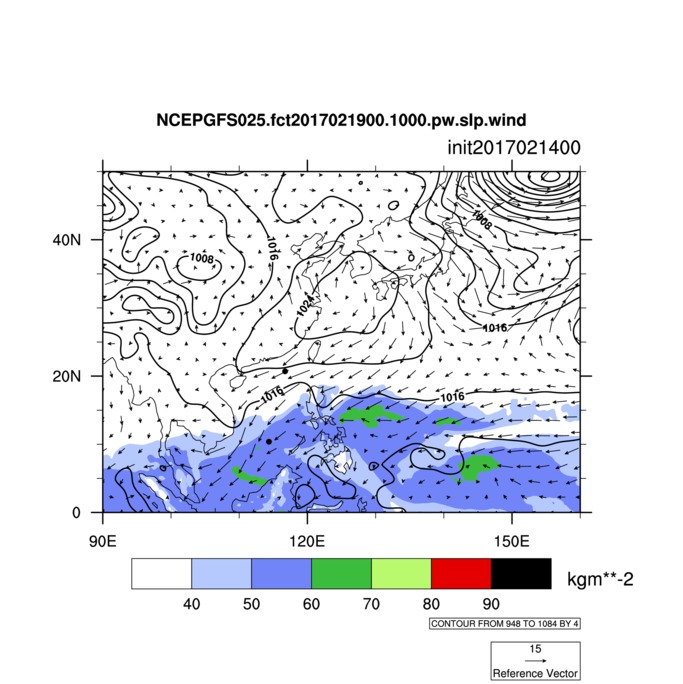 NCEPGFS025.fct2017021900.1000.pw.slp.wind
init2017021400
1008
40N
1008
1016
1024
1016
20N
1016
1016
0
90E
120E
150E
kgm**-2
40
50
60
70
80
90
CONTOUR FROM 948 TO 1084 BY 4
15
Reference Vector